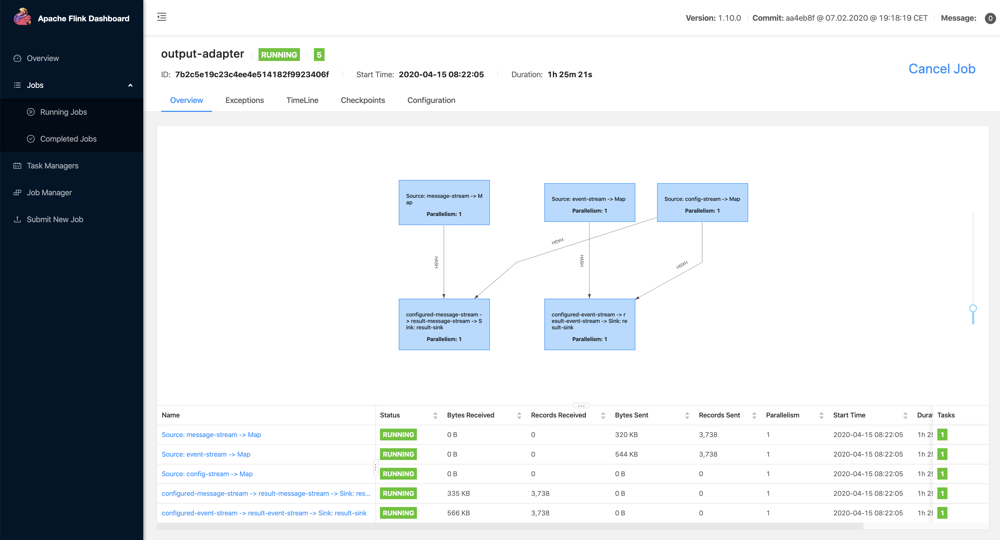 Apache Flink Dashboard
Version: 1.10.0 Commit: aa4eb8f @ 07.02.2020 @ 19:18:19 CET Message: 0
Overview
Jobs
Running Jobs
Completed Jobs
Task Managers
Job Manager
Submit New Job
output-adapter RUNNING 5
Cancel Job
ID: 7b2c5e19c23c4ee4e514182f9923406f Start Time: 2020-04-15 08:22:05 Duration: 1h 25m 21s
Overview Exceptions TimeLine Checkpoints Configuration
Source: message-stream -> M
ap
Parallelism: 1
Source: event-stream -> Map
Parallelism: 1
Source: config-stream -> Map
Parallelism: 1
HASH
HASH
HASH
HASH
configured-message-stream -
> result-message-stream -> S
ink: result-sink
Parallelism: 1
configured-event-stream -> r
esult-event-stream -> Sink: re
sult-sink
Parallelism: 1
Name Status Bytes Received Records Received Bytes Sent Records Sent Parallelism Start Time Durat Tasks
Source: message-stream -> Map RUNNING 0 B 0 320 KB 3,738 1 2020-04-15 08:22:05 1h 25 1
Source: event-stream -> Map RUNNING 0 B 0 544 KB 3,738 1 2020-04-15 08:22:05 1h 25 1
Source: config-stream -> Map RUNNING 0 B 0 0 B 0 1 2020-04-15 08:22:05 1h 25 1
configured-message-stream -> result-message-stream -> Sink: res... RUNNING 335 KB 3,738 0 B 0 1 2020-04-15 08:22:05 1h 25 1
configured-event-stream -> result-event-stream -> Sink: result-sink RUNNING 566 KB 3,738 0 B 0 1 2020-04-15 08:22:05 1h 25 1